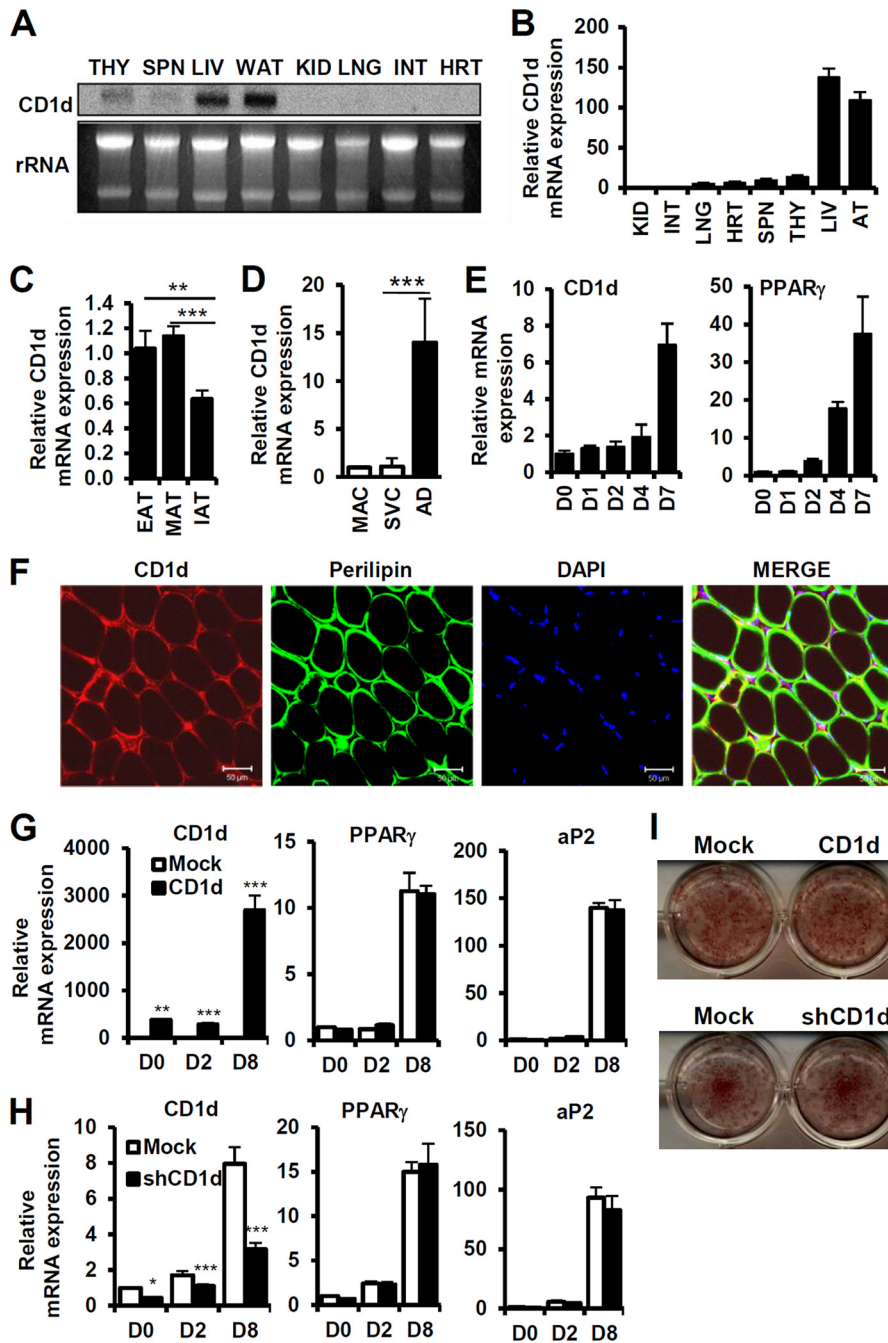 A
THY SPN LIV WAT KID LNG INT HRT
CD1d
rRNA
B
Relative CD1d
mRNA expression
200
150
100
50
0
KID
INT
LNG
HRT
SPN
THY
LIV
AT
C
Relative CD1d
mRNA expression
1.4
1.2
1.0
0.8
0.6
0.4
0.2
0.0
**
***
EAT
MAT
IAT
D
Relative CD1d
mRNA expression
20
15
10
5
0
***
MAC
SVC
AD
E
CD1d
Relative mRNA
expression
8
6
4
2
0
D0
D1
D2
D4
D7
PPARγ
50
40
30
20
10
0
D0
D1
D2
D4
D7
F
CD1d Perilipin DAPI MERGE
50 µm 50 µm 50 µm 50 µm
G
CD1d
Relative
mRNA expression
4000
3000
2000
1000
0
Mock
CD1d
** *** ***
D0 D2 D8
PPARγ
15
10
5
0
D0 D2 D8
aP2
200
150
100
50
0
D0 D2 D8
H
CD1d
Relative
mRNA expression
10
8
6
4
2
0
Mock
shCD1d
* *** ***
D0 D2 D8
PPARγ
20
15
10
5
0
D0 D2 D8
aP2
150
100
50
0
D0 D2 D8
I
Mock CD1d
Mock shCD1d